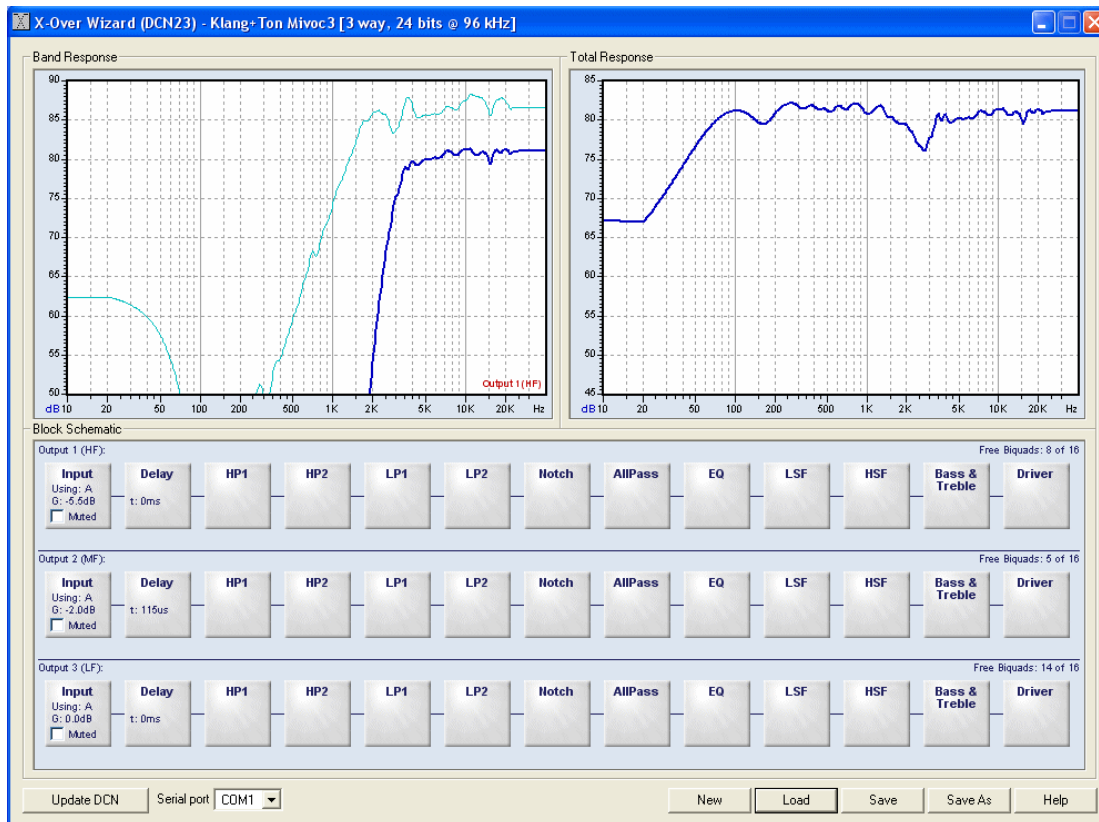 X-Over Wizard (DCN23) - Klang+Ton Mivoc3 [3 way, 24 bits @ 96 kHz]
Band Response
90
85
80
75
70
65
60
55
50
Output 1(HF)
dB 10 20 50 100 200 500 1K 2K 5K 10K 20K Hz
Total Response
85
80
75
70
65
60
55
50
45
dB 10 20 50 100 200 500 1K 2K 5K 10K 20K Hz
Block Schematic
Output 1 (HF): Free Biquads: 8 of 16
Input Delay HP1 HP2 LP1 LP2 Notch AllPass EQ LSF HSF Bass & Driver
Using: A Treble
G: -5.5dB t: 0ms
Muted
Output 2 (MF): Free Biquads: 5 of 16
Input Delay HP1 HP2 LP1 LP2 Notch AllPass EQ LSF HSF Bass & Driver
Using: A Treble
G: -2.0dB t: 115us
Muted
Output 3 (LF): Free Biquads: 14 of 16
Input Delay HP1 HP2 LP1 LP2 Notch AllPass EQ LSF HSF Bass & Driver
Using: A Treble
G: 0.0dB t: 0ms
Muted
Update DCN Serial port COM1 New Load Save Save As Help